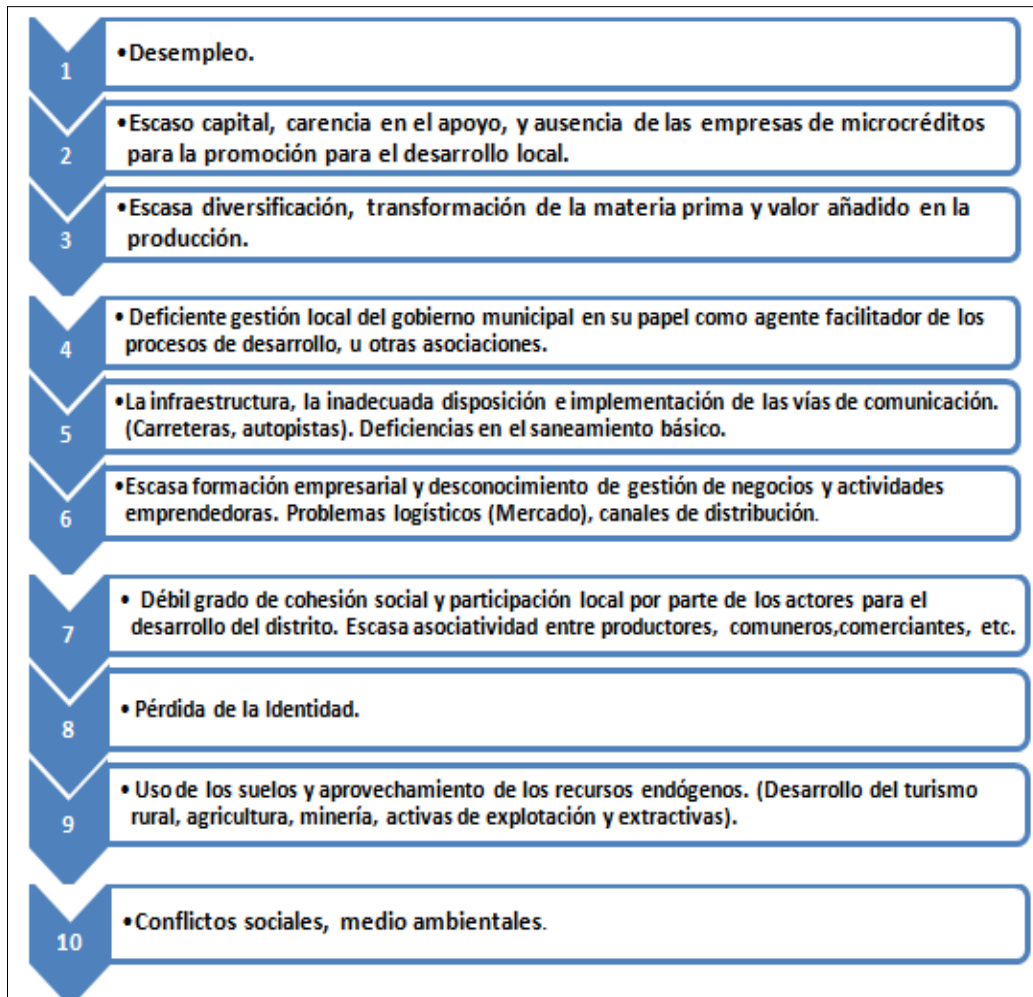 1
•Desempleo.
2
•Escaso capital, carencia en el apoyo, y ausencia de las empresas de microcréditos
para la promoción para el desarrollo local.
3
•Escasa diversificación, transformación de la materia prima y valor añadido en la
producción.
4
• Deficiente gestión local del gobierno municipal en su papel como agente facilitador de los
procesos de desarrollo, u otras asociaciones.
5
•La infraestructura, la inadecuada disposición e implementación de las vías de comunicación.
(Carreteras, autopistas). Deficiencias en el saneamiento básico.
6
•Escasa formación empresarial y desconocimiento de gestión de negocios y actividades
emprendedoras. Problemas logísticos (Mercado), canales de distribución.
7
• Débil grado de cohesión social y participación local por parte de los actores para el
desarrollo del distrito. Escasa asociatividad entre productores, comuneros,comerciantes, etc.
8
• Pérdida de la Identidad.
9
• Uso de los suelos y aprovechamiento de los recursos endógenos. (Desarrollo del turismo
rural, agricultura, minería, activas de explotación y extractivas).
10
•Conflictos sociales, medio ambientales.